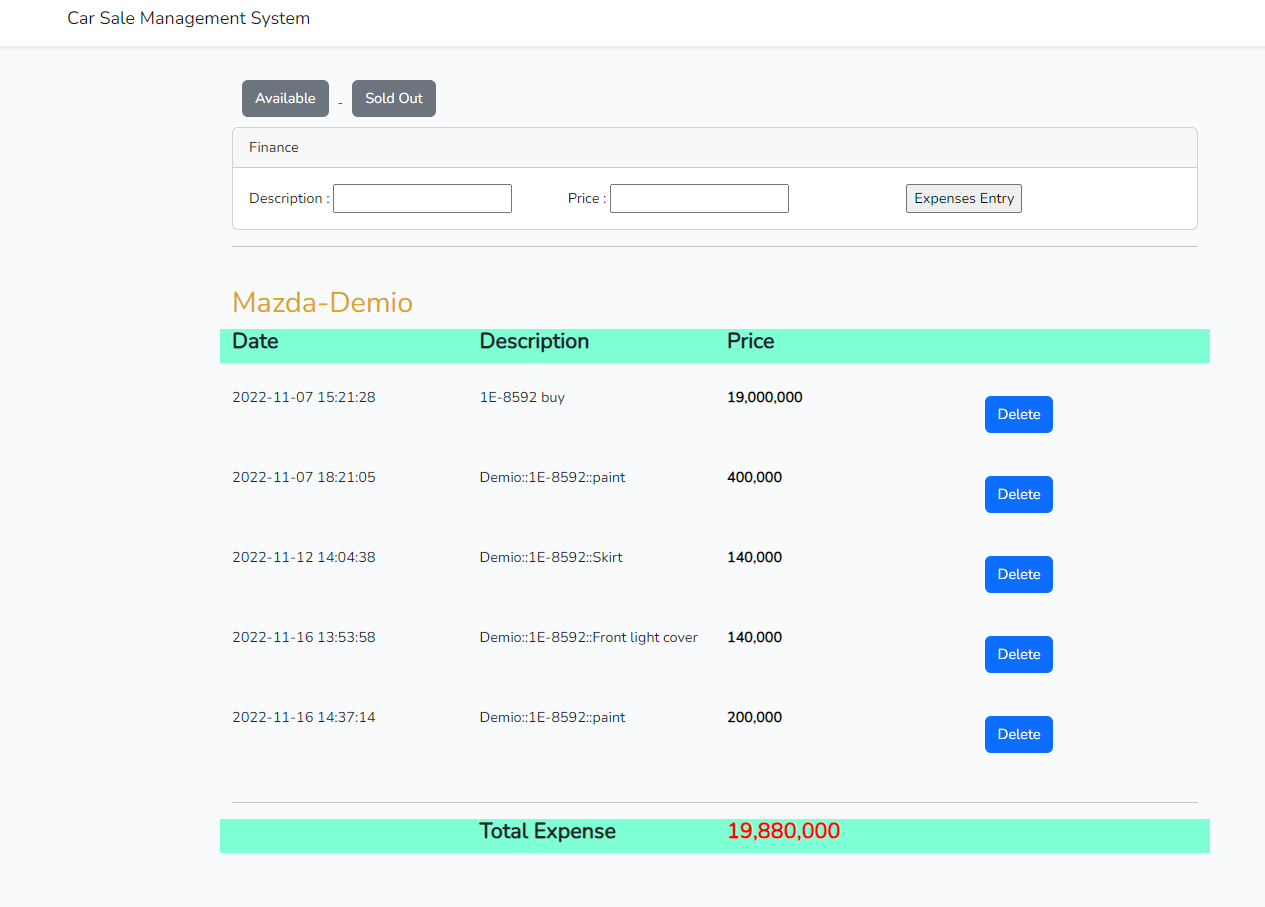 Car Sale Management System
Available - Sold Out
Finance
Description : Price : Expenses Entry
Mazda-Demio
Date Description Price
2022-11-07 15:21:28 1E-8592 buy 19,000,000 Delete
2022-11-07 18:21:05 Demio::1E-8592::paint 400,000 Delete
2022-11-12 14:04:38 Demio::1E-8592::Skirt 140,000 Delete
2022-11-16 13:53:58 Demio::1E-8592::Front light cover 140,000 Delete
2022-11-16 14:37:14 Demio::1E-8592::paint 200,000 Delete
Total Expense 19,880,000